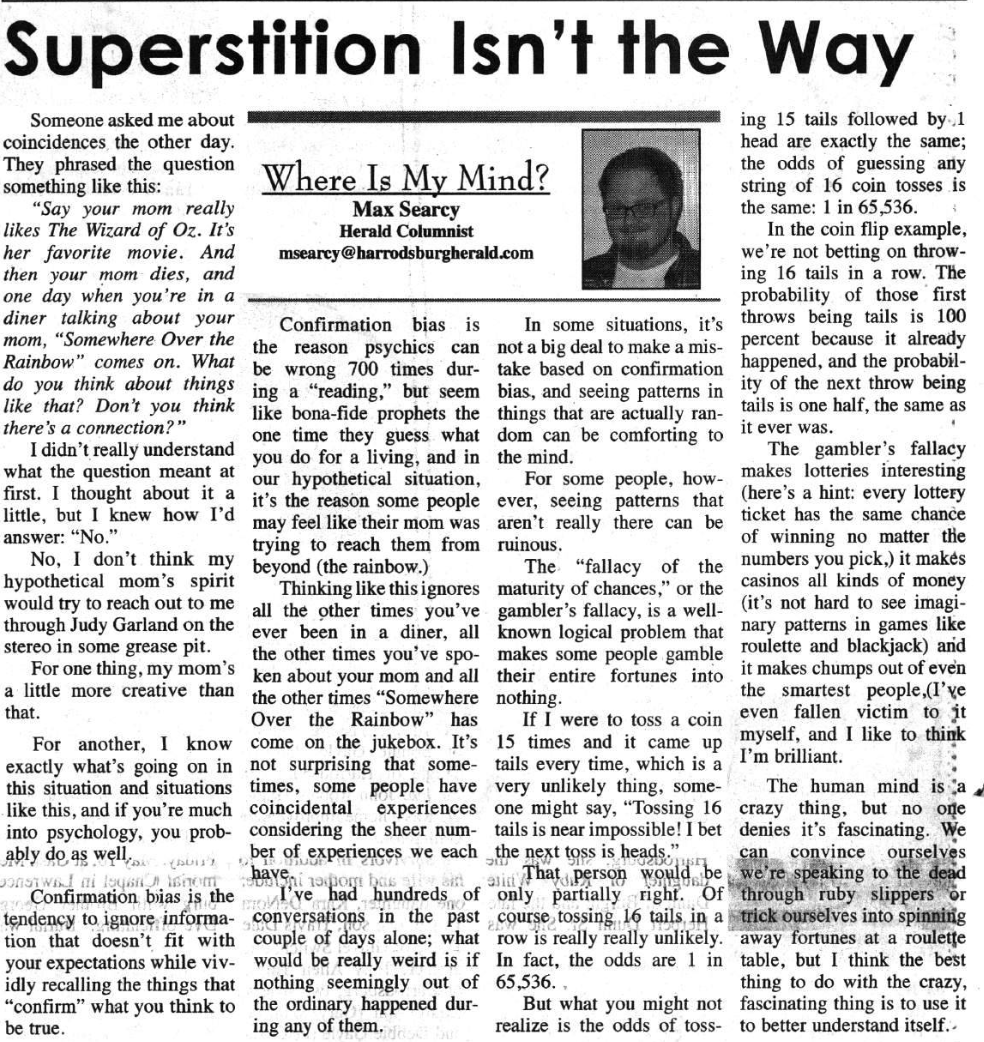 Superstition Isn't the Way
Someone asked me about
coincidences the other day.
They phrased the question
something like this:
"Say your mom really
likes The Wizard of Oz. It's
her favorite movie. And
then your mom dies, and
one day when you're in a
diner talking about your
mom, "Somewhere Over the
Rainbow" comes on. What
do you think about things
like that? Don't you think
there's a connection?"
I didn't really understand
what the question meant at
first. I thought about it a
little, but I knew how I'd
answer: "No."
No, I don't think my
hypothetical mom's spirit
would try to reach out to me
through Judy Garland on the
stereo in some grease pit.
For one thing, my mom's
a little more creative than
that.
For another, I know
exactly what's going on in
this situation and situations
like this, and if you're much
into psychology, you prob-
ably do as well.
Confirmation bias is the
tendency to ignore informa-
tion that doesn't fit with
your expectations while viv-
idly recalling the things that
"confirm" what you think to
be true.
Where Is My Mind?
Max Searcy
Herald Columnist
msearcy@harrodsburgherald.com
Confirmation bias is
the reason psychics can
be wrong 700 times dur-
ing a "reading," but seem
like bona-fide prophets the
one time they guess what
you do for a living, and in
our hypothetical situation,
it's the reason some people
may feel like their mom was
trying to reach them from
beyond (the rainbow.)
Thinking like this ignores
all the other times you've
ever been in a diner, all
the other times you've spo-
ken about your mom and all
the other times "Somewhere
Over the Rainbow" has
come on the jukebox. It's
not surprising that some-
times, some people have
coincidental experiences
considering the sheer num-
ber of experiences we each
have.
I've had hundreds of
conversations in the past
couple of days alone; what
would be really weird is if
nothing seemingly out of
the ordinary happened dur-
ing any of them.
In some situations, it's
not a big deal to make a mis-
take based on confirmation
bias, and seeing patterns in
things that are actually ran-
dom can be comforting to
the mind.
For some people, how-
ever, seeing patterns that
aren't really there can be
ruinous.
The "fallacy of the
maturity of chances," or the
gambler's fallacy, is a well-
known logical problem that
makes some people gamble
their entire fortunes into
nothing.
If I were to toss a coin
15 times and it came up
tails every time, which is a
very unlikely thing, some-
one might say, "Tossing 16
tails is near impossible! I bet
the next toss is heads."
That person would be
only partially right. Of
course tossing 16 tails in a
row is really really unlikely.
In fact, the odds are 1 in
65,536.
But what you might not
realize is the odds of toss-
ing 15 tails followed by 1
head are exactly the same;
the odds of guessing any
string of 16 coin tosses is
the same: 1 in 65,536.
In the coin flip example,
we're not betting on throw-
ing 16 tails in a row. The
probability of those first
throws being tails is 100
percent because it already
happened, and the probabil-
ity of the next throw being
tails is one half, the same as
it ever was.
The gambler's fallacy
makes lotteries interesting
(here's a hint: every lottery
ticket has the same chance
of winning no matter the
numbers you pick,) it makes
casinos all kinds of money
(it's not hard to see imagi-
nary patterns in games like
roulette and blackjack) and
it makes chumps out of even
the smartest people,(I've
even fallen victim to it
myself, and I like to think
I'm brilliant.
The human mind is a
crazy thing, but no one
denies it's fascinating. We
can convince ourselves
we're speaking to the dead
through ruby slippers or
trick ourselves into spinning
away fortunes at a roulette
table, but I think the best
thing to do with the crazy,
fascinating thing is to use it
to better understand itself.